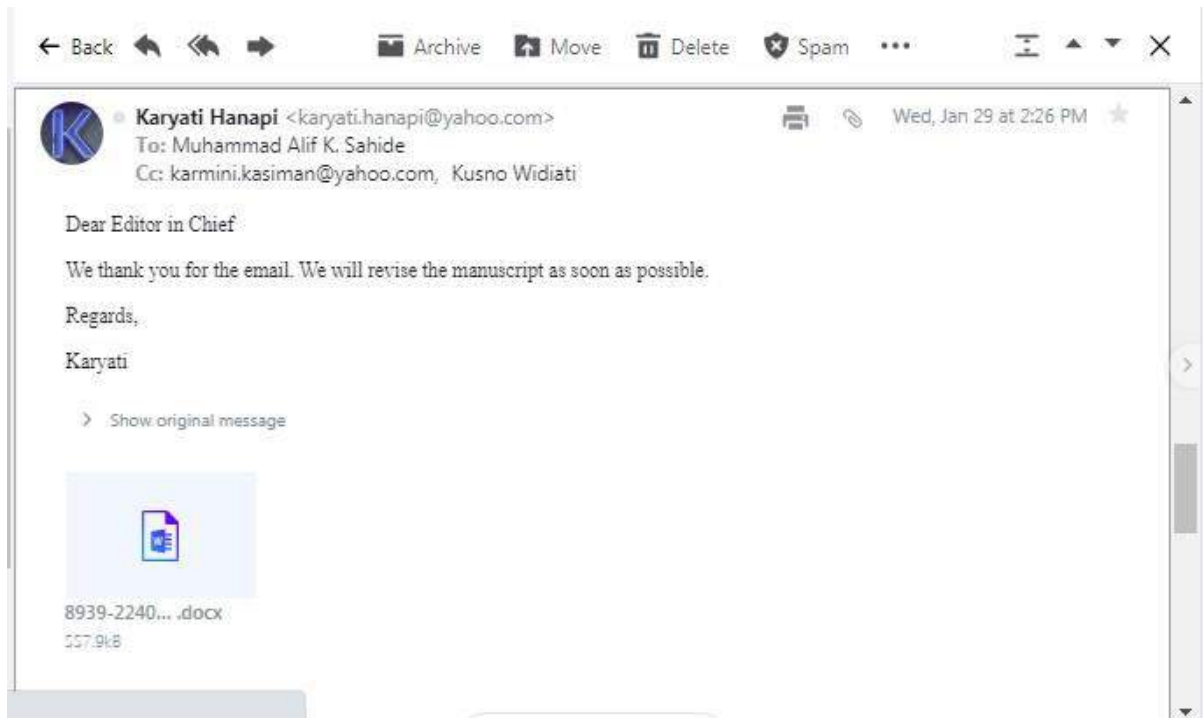 Back Archive Move Delete Spam
Karyati Hanapi <karyati.hanapi@yahoo.com> Wed, Jan 29 at 2:26 PM
To: Muhammad Alif K. Sahide
Cc: karmini.kasiman@yahoo.com, Kusno Widiati
Dear Editor in Chief
We thank you for the email. We will revise the manuscript as soon as possible.
Regards,
Karyati
Show original message
8939-2240... .docx
557.9kB